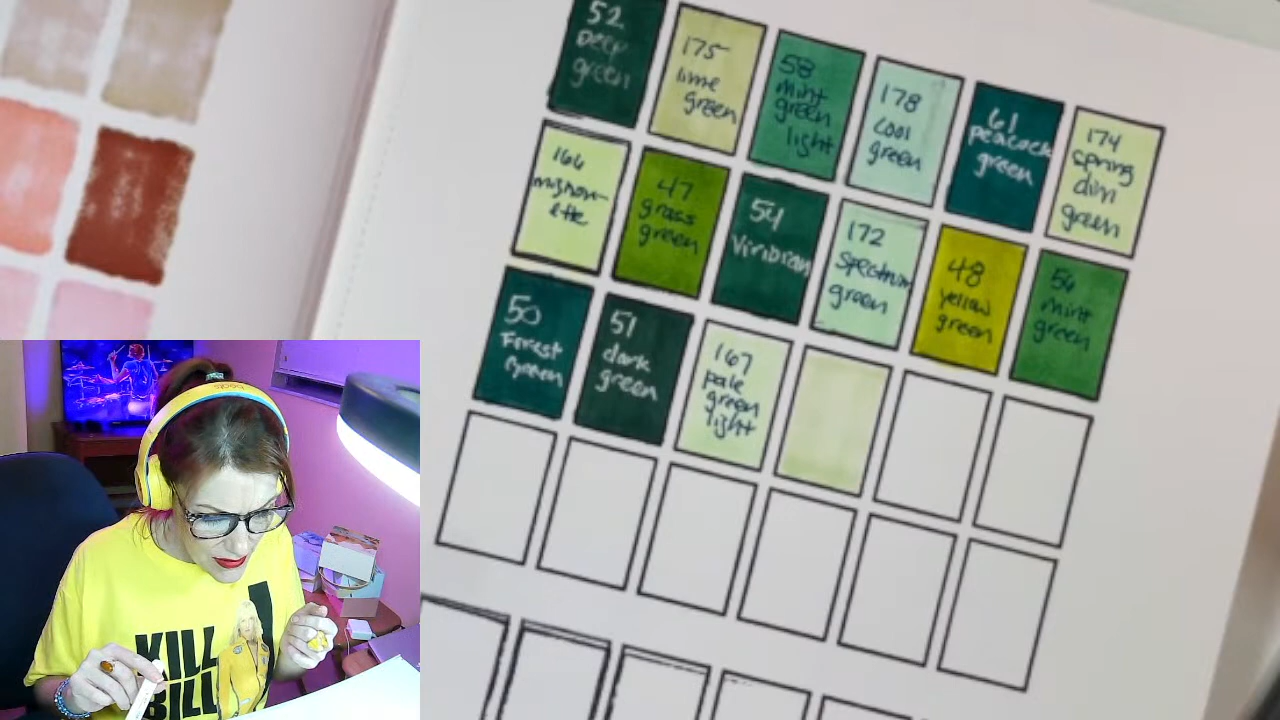 52
Deep
green
175
lime
green
58
mint
green
light
178
cool
green
61
peacock
green
174
spring
dim
green
166
mignon-
ette
47
grass
green
54
Viridian
172
Spectrum
green
48
yellow
green
56
mint
green
50
Forest
Green
51
dark
green
167
pale
green
light
KILL
BILL